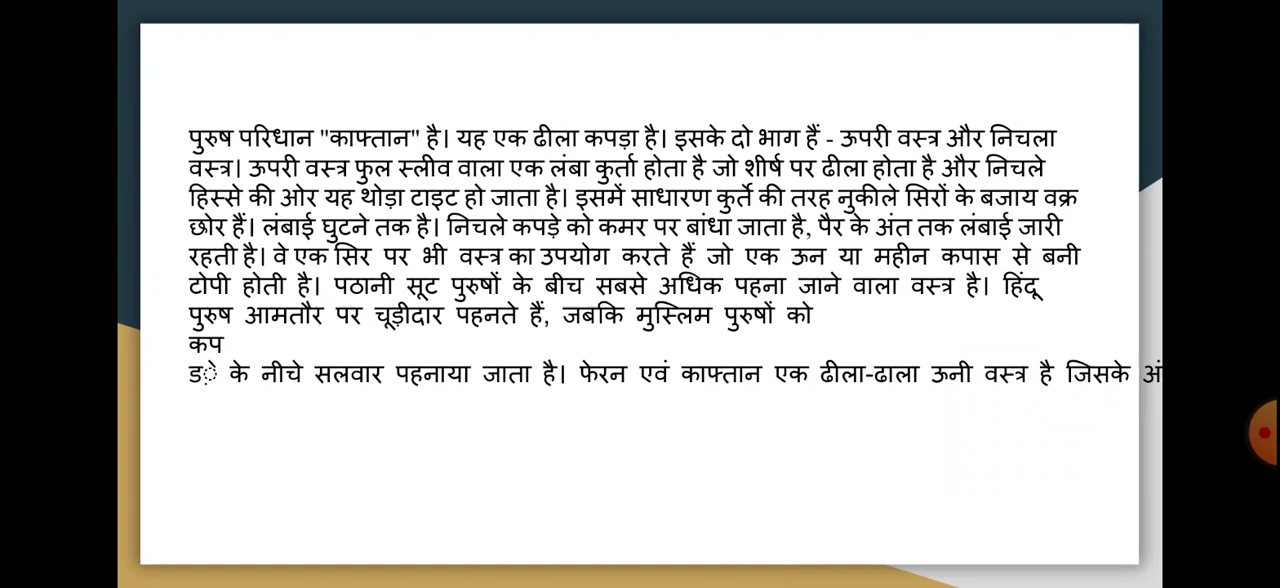 पुरुष परिधान "काफ्तान" है। यह एक ढीला कपड़ा है। इसके दो भाग हैं - ऊपरी वस्त्र और निचला
वस्त्र। ऊपरी वस्त्र फुल स्लीव वाला एक लंबा कुर्ता होता है जो शीर्ष पर ढीला होता है और निचले
हिस्से की ओर यह थोड़ा टाइट हो जाता है। इसमें साधारण कुर्ते की तरह नुकीले सिरों के बजाय वक्र
छोर हैं। लंबाई घुटने तक है। निचले कपड़े को कमर पर बांधा जाता है, पैर के अंत तक लंबाई जारी
रहती है। वे एक सिर पर भी वस्त्र का उपयोग करते हैं जो एक ऊन या महीन कपास से बनी
टोपी होती है। पठानी सूट पुरुषों के बीच सबसे अधिक पहना जाने वाला वस्त्र है। हिंदू
पुरुष आमतौर पर चूड़ीदार पहनते हैं, जबकि मुस्लिम पुरुषों को
कप
ड़े के नीचे सलवार पहनाया जाता है। फेरन एवं काफ्तान एक ढीला-ढाला ऊनी वस्त्र है जिसके अं